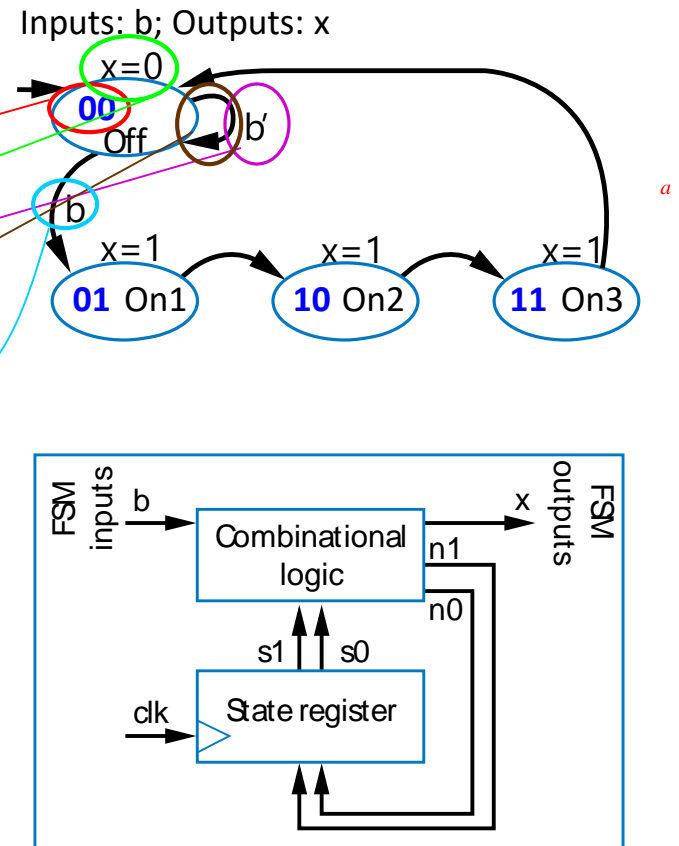 Inputs: b; Outputs: x
x=0
00
Off
b′
a
b
x=1
x=1
x=1
01 On1
10 On2
11 On3
FSM
inputs
b
Combinational
logic
x
FSM
outputs
n1
n0
s1
s0
clk
State register